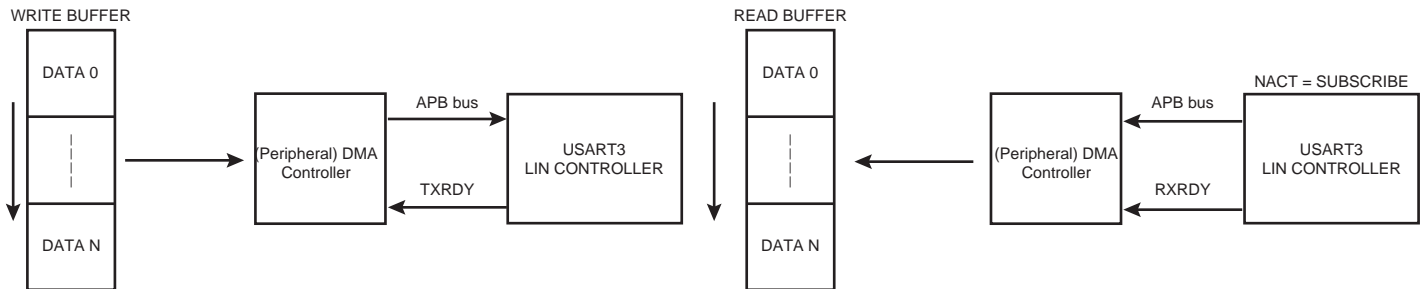 WRITE BUFFER
DATA 0
DATA N
(Peripheral) DMA
Controller
APB bus
TXRDY
USART3
LIN CONTROLLER
READ BUFFER
DATA 0
DATA N
(Peripheral) DMA
Controller
APB bus
RXRDY
NACT = SUBSCRIBE
USART3
LIN CONTROLLER